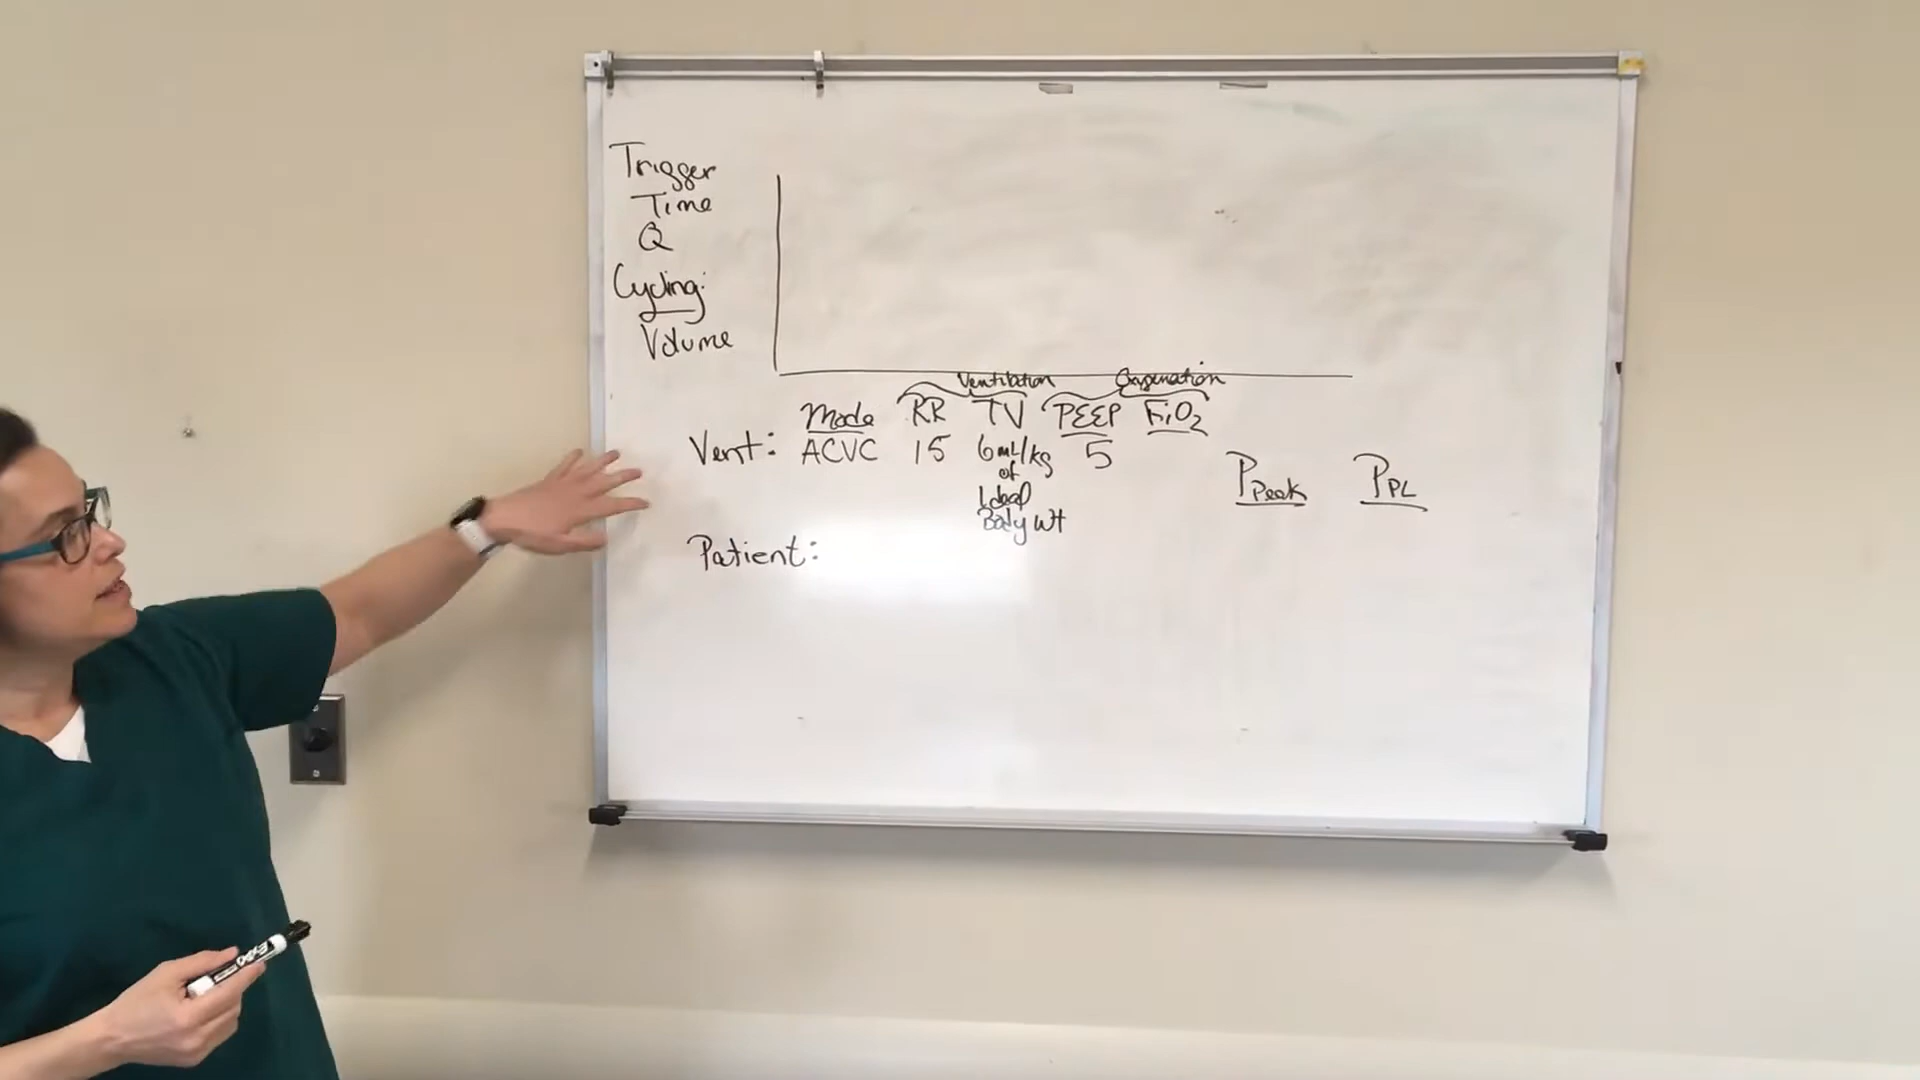 Trigger
Time
Q
Cycling:
Volume
Ventilation Oxygenation
Mode RR TV PEEP FiO2
Vent: ACVC 15 6mL/kg 5
of
Ideal
Body Wt
PPeak PPL
Patient:
EXPO